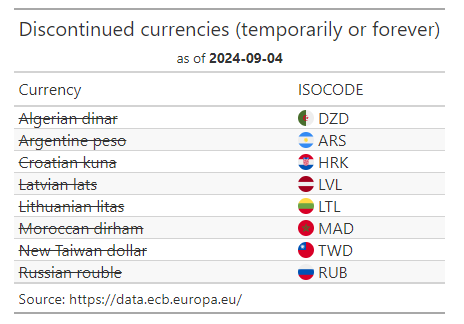 Discontinued currencies (temporarily or forever)
as of 2024-09-04
Currency ISOCODE
Algerian dinar DZD
Argentine peso ARS
Croatian kuna HRK
Latvian lats LVL
Lithuanian litas LTL
Moroccan dirham MAD
New Taiwan dollar TWD
Russian rouble RUB
Source: https://data.ecb.europa.eu/